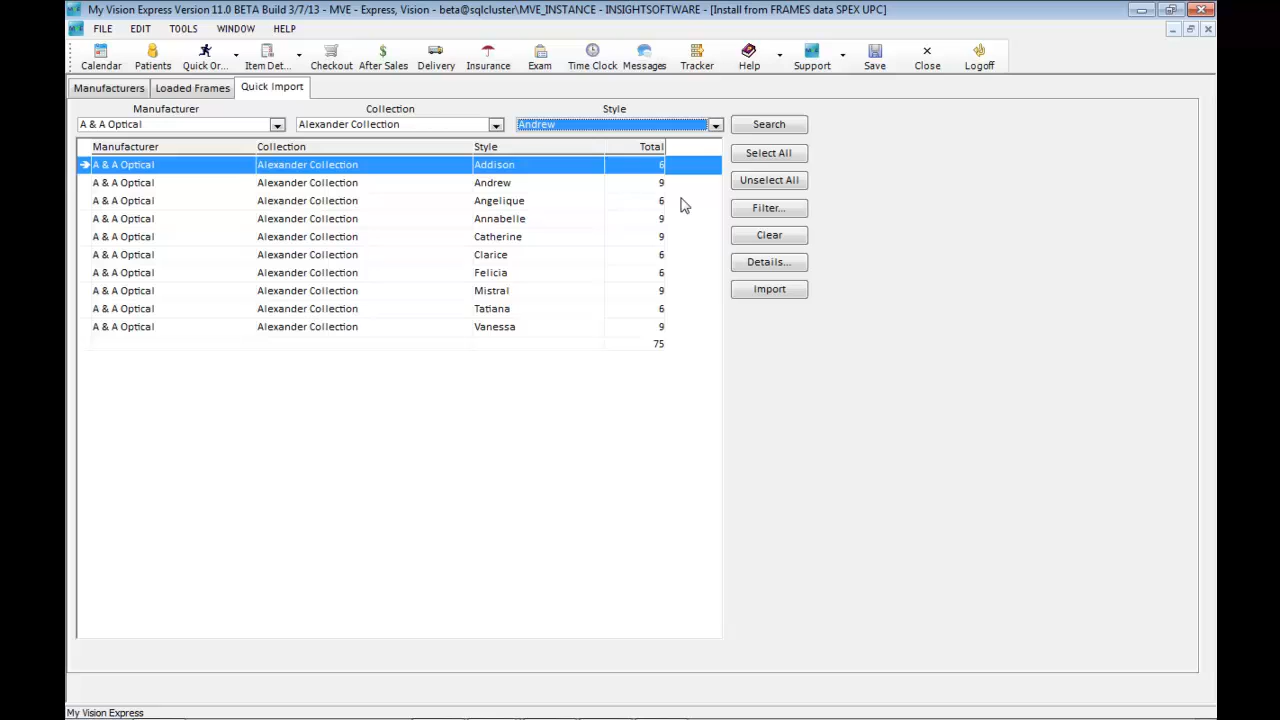 My Vision Express Version 11.0 BETA Build 3/7/13 - MVE - Express, Vision - beta@sqlcluster\MVE_INSTANCE - INSIGHTSOFTWARE - [Install from FRAMES data SPEX UPC]
FILE EDIT TOOLS WINDOW HELP
Calendar Patients Quick Or... Item Det... Checkout After Sales Delivery Insurance Exam Time Clock Messages Tracker Help Support Save Close Logoff
Manufacturers Loaded Frames Quick Import
Manufacturer Collection Style
A & A Optical Alexander Collection Andrew Search
Manufacturer Collection Style Total
Select All
A & A Optical Alexander Collection Addison 6
A & A Optical Alexander Collection Andrew 9
Unselect All
A & A Optical Alexander Collection Angelique 6
Filter...
A & A Optical Alexander Collection Annabelle 9
A & A Optical Alexander Collection Catherine 9
Clear
A & A Optical Alexander Collection Clarice 6
Details...
A & A Optical Alexander Collection Felicia 6
A & A Optical Alexander Collection Mistral 9
Import
A & A Optical Alexander Collection Tatiana 6
A & A Optical Alexander Collection Vanessa 9
75
My Vision Express